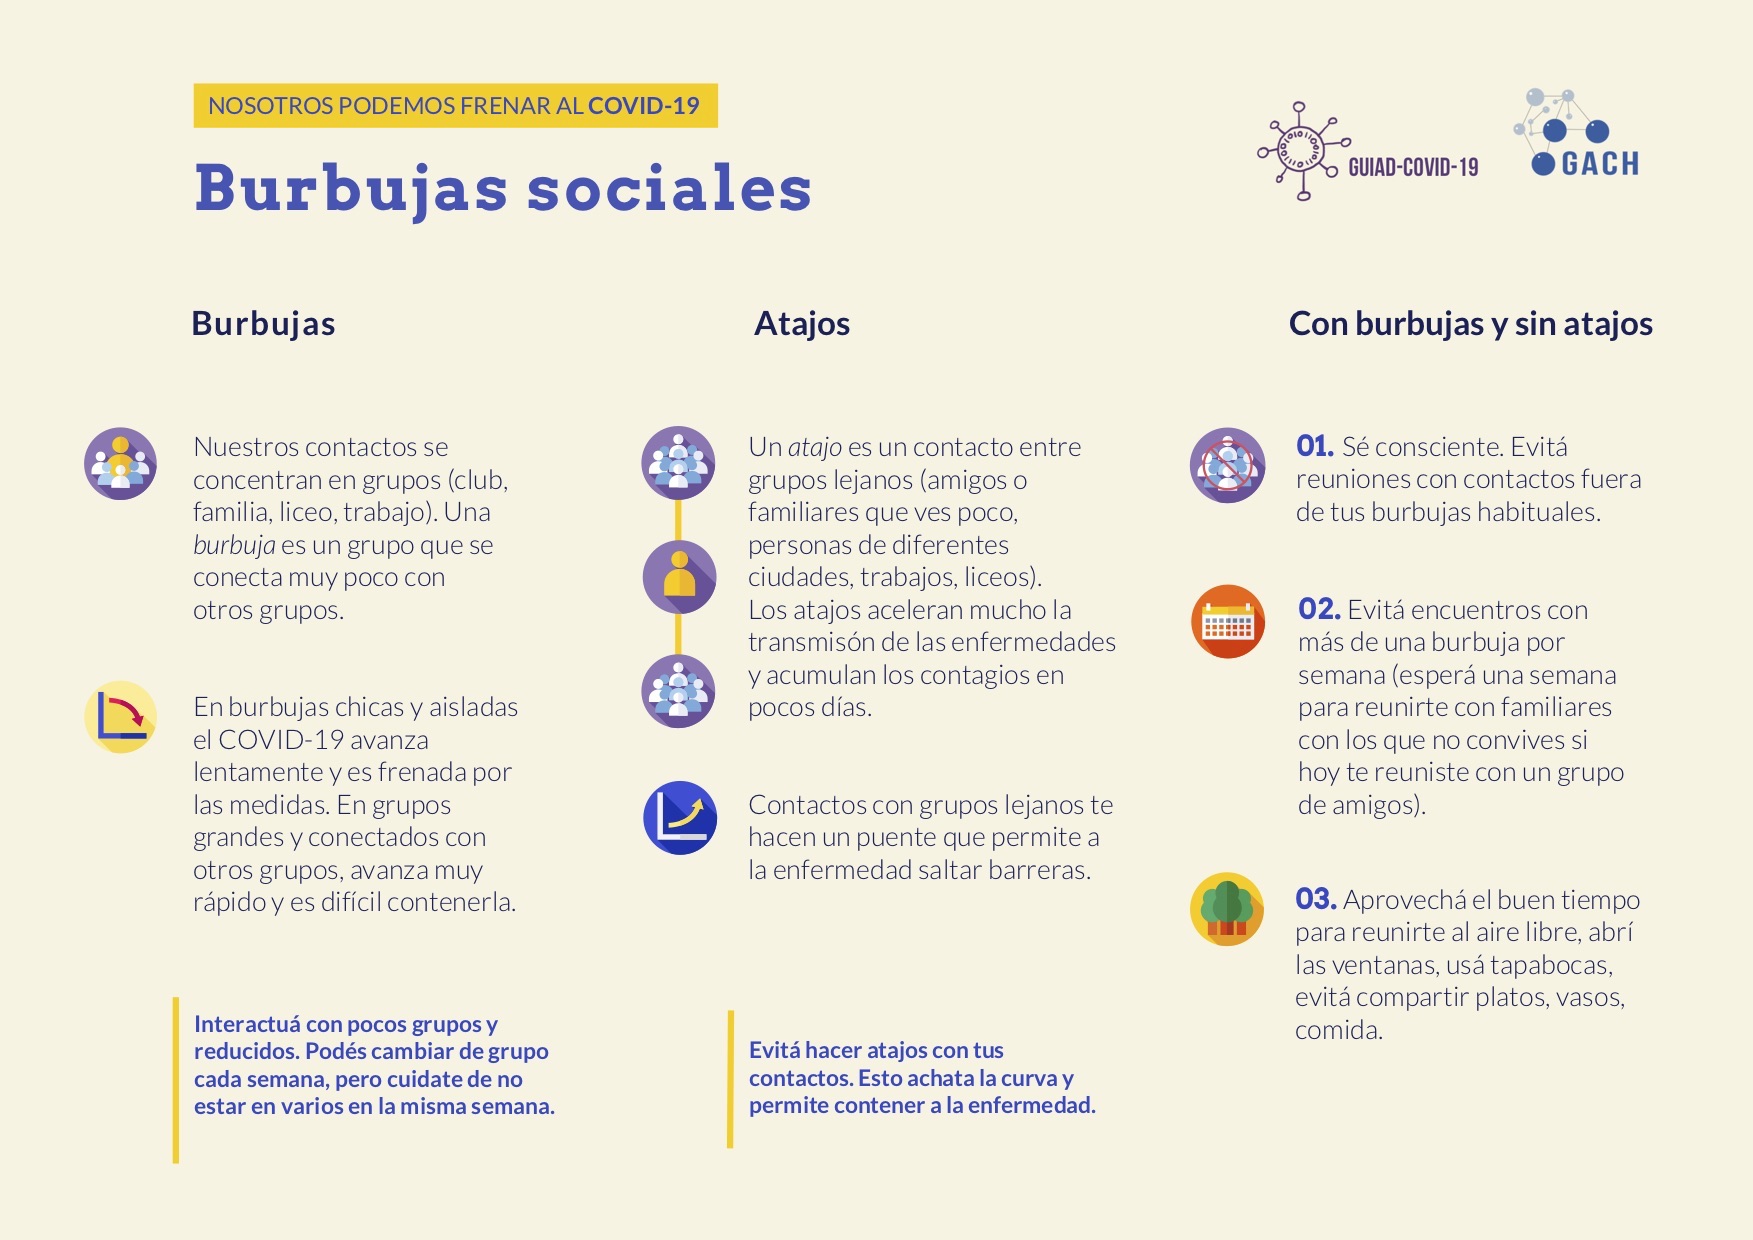 NOSOTROS PODEMOS FRENAR AL COVID-19
Burbujas sociales
GUIAD-COVID-19
GACH
Burbujas
Nuestros contactos se
concentran en grupos (club,
familia, liceo, trabajo). Una
burbuja es un grupo que se
conecta muy poco con
otros grupos.
En burbujas chicas y aisladas
el COVID-19 avanza
lentamente y es frenada por
las medidas. En grupos
grandes y conectados con
otros grupos, avanza muy
rápido y es difícil contenerla.
Interactuá con pocos grupos y
reducidos. Podés cambiar de grupo
cada semana, pero cuidate de no
estar en varios en la misma semana.
Atajos
Un atajo es un contacto entre
grupos lejanos (amigos o
familiares que ves poco,
personas de diferentes
ciudades, trabajos, liceos).
Los atajos aceleran mucho la
transmisón de las enfermedades
y acumulan los contagios en
pocos días.
Contactos con grupos lejanos te
hacen un puente que permite a
la enfermedad saltar barreras.
Evitá hacer atajos con tus
contactos. Esto achata la curva y
permite contener a la enfermedad.
Con burbujas y sin atajos
01. Sé consciente. Evitá
reuniones con contactos fuera
de tus burbujas habituales.
02. Evitá encuentros con
más de una burbuja por
semana (esperá una semana
para reunirte con familiares
con los que no convives si
hoy te reuniste con un grupo
de amigos).
03. Aprovechá el buen tiempo
para reunirte al aire libre, abrí
las ventanas, usá tapabocas,
evitá compartir platos, vasos,
comida.